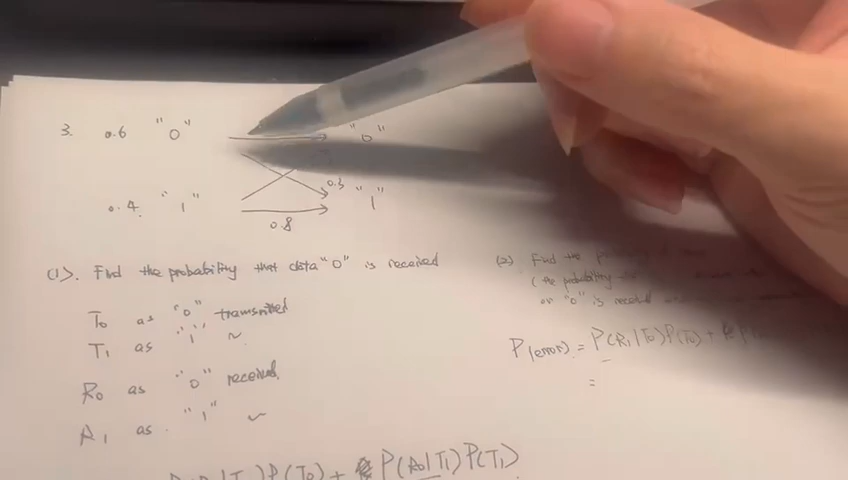 3. 0.6 "0" "0"
0.3
0.4 "1" "1"
0.8
(1). Find the probability that data "0" is received
T0 as "0" transmitted
T1 as "1" ~
R0 as "0" received
R1 as "1" ~
P(T0) + P(R0|T1)P(T1)
(2) Find the
(the probability
or "0" is received
P(error) = P(R1|T0)P(T0) +
=